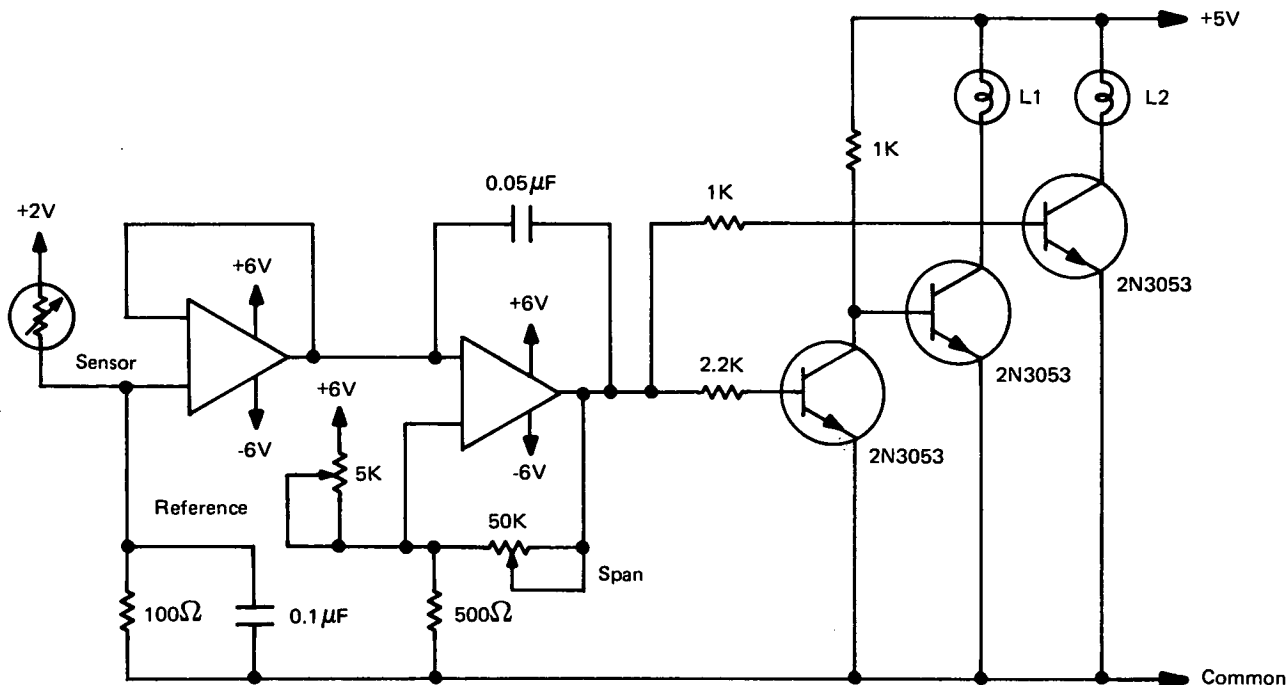 +5V
L1
L2
1K
0.05μF
1K
+2V
+6V
+6V
2N3053
Sensor
2.2K
2N3053
+6V
-6V
5K
-6V
2N3053
Reference
50K
Span
100Ω
0.1μF
500Ω
Common